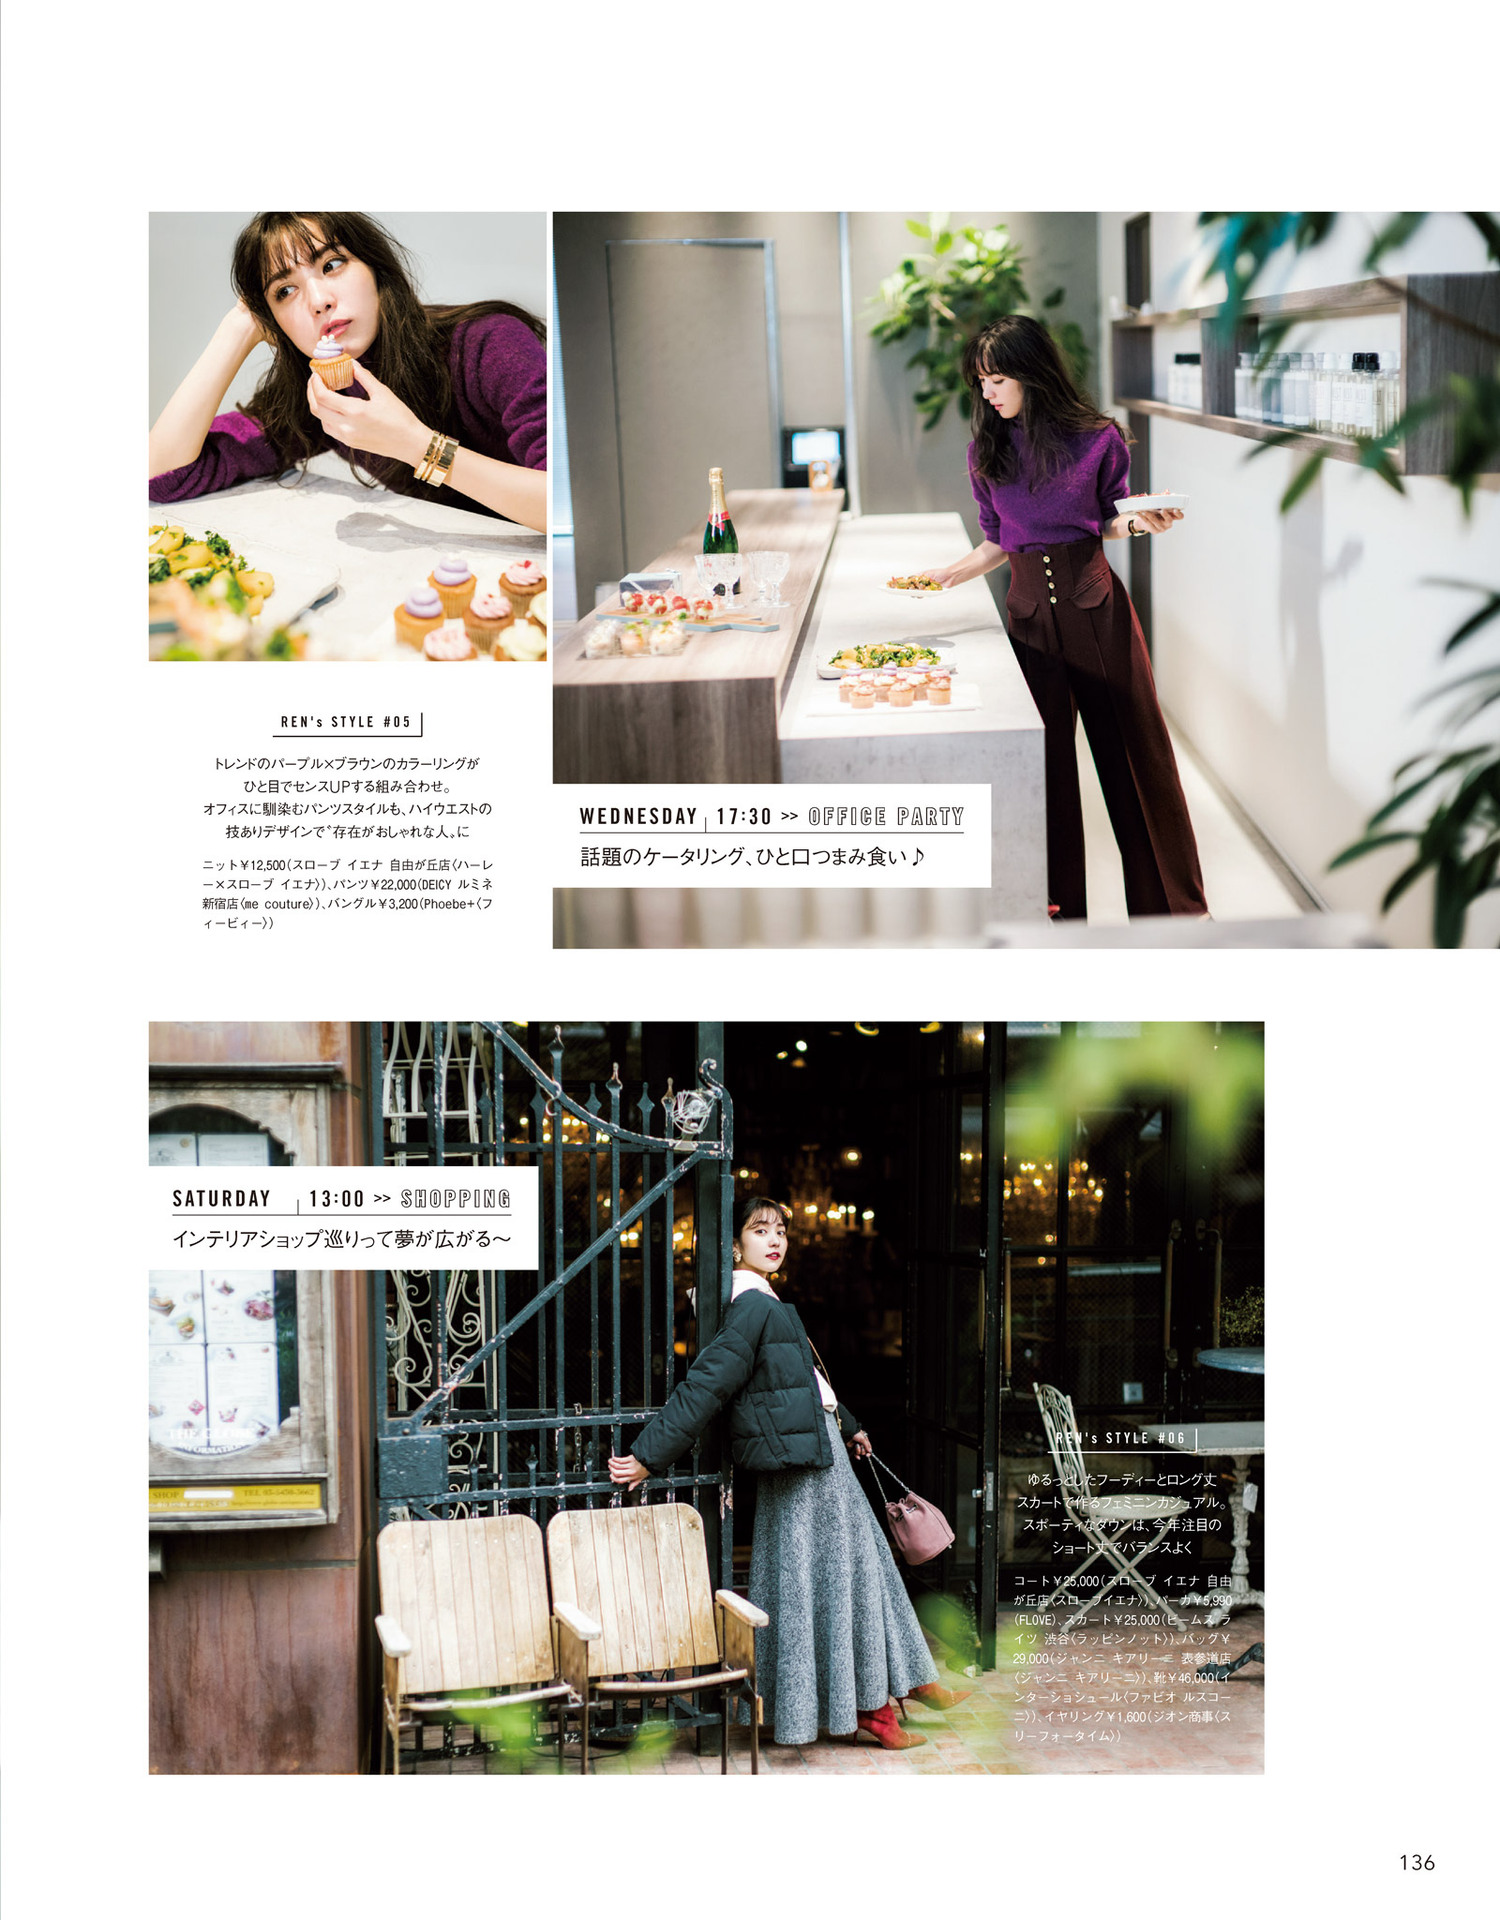 REN's STYLE #05
トレンドのパープル×ブラウンのカラーリングが
ひと目でセンスUPする組み合わせ。
オフィスに馴染むパンツスタイルも、ハイウエストの
技ありデザインで〝存在がおしゃれな人〟に
ニット¥12,500(スローブ イエナ 自由が丘店〈ハーレ
ー×スローブ イエナ〉)、パンツ¥22,000(DEICY ルミネ
新宿店〈me couture〉)、バングル¥3,200(Phoebe+〈フ
ィービィー〉)
WEDNESDAY 17:30 >> OFFICE PARTY
話題のケータリング、ひと口つまみ食い♪
SATURDAY 13:00 >> SHOPPING
インテリアショップ巡りって夢が広がる〜
THE GLOBE
INFORMATION
SHOP
TEL 03-5430-3662
REN's STYLE #06
ゆるっとしたフーディーとロング丈
スカートで作るフェミニンカジュアル。
スポーティなダウンは、今年注目の
ショート丈でバランスよく
コート¥25,000(スローブ イエナ 自由
が丘店〈スローブイエナ〉)、パーカ¥5,990
(FLOVE)、スカート¥25,000(ビームス ラ
イツ 渋谷〈ラッピンノット〉)、バッグ¥
29,000(ジャンニ キアリーニ 表参道店
〈ジャンニ キアリーニ〉)、靴¥46,000(イ
ンターショシュール〈ファビオ ルスコー
ニ〉)、イヤリング¥1,600(ジオン商事〈ス
リーフォータイム〉)
136